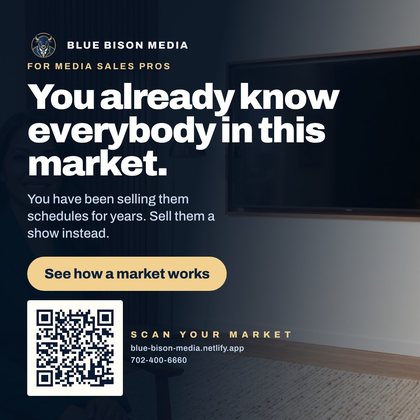 BLUE BISON MEDIA
FOR MEDIA SALES PROS
You already know
everybody in this
market.
You have been selling them
schedules for years. Sell them a
show instead.
See how a market works
SCAN YOUR MARKET
blue-bison-media.netlify.app
702-400-6660